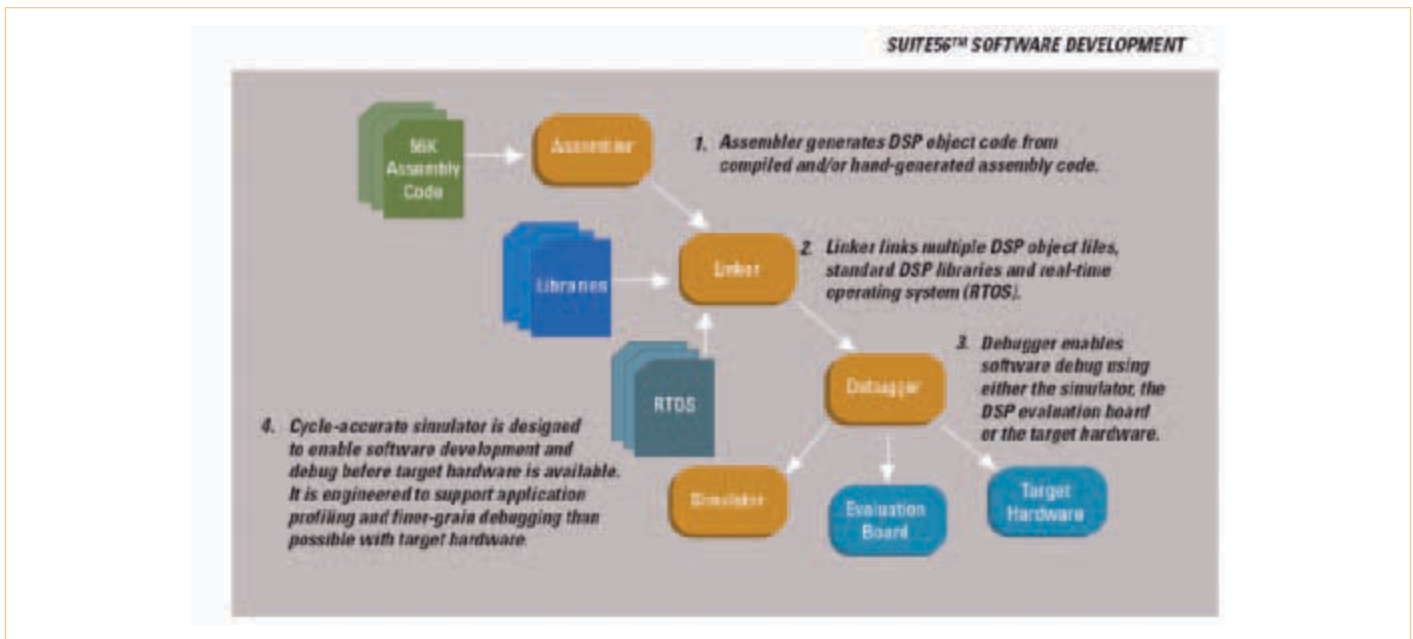 SUITE56™ SOFTWARE DEVELOPMENT
56K
Assembly
Code
Assembler
1. Assembler generates DSP object code from
compiled and/or hand-generated assembly code.
Libraries
Linker
2. Linker links multiple DSP object files,
standard DSP libraries and real-time
operating system (RTOS).
RTOS
Debugger
3. Debugger enables
software debug using
either the simulator, the
DSP evaluation board
or the target hardware.
4. Cycle-accurate simulator is designed
to enable software development and
debug before target hardware is available.
It is engineered to support application
profiling and finer-grain debugging than
possible with target hardware.
Simulator
Evaluation
Board
Target
Hardware